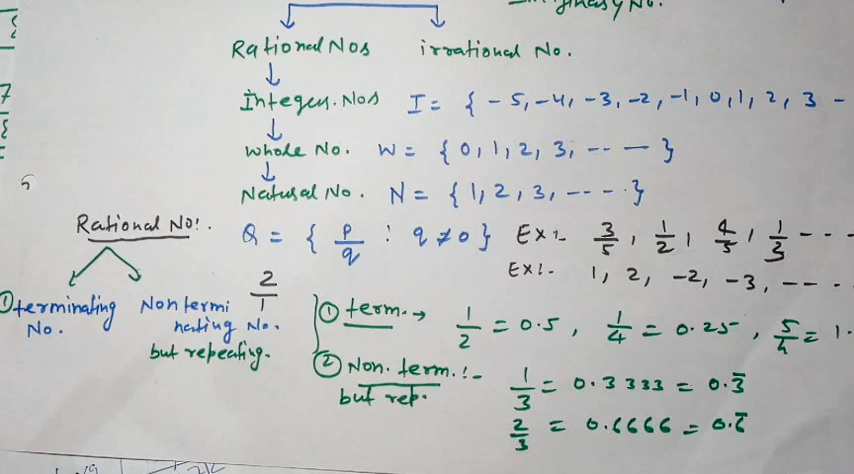 Rational Nos irrational No.
Integer. Nos I = { -5, -4, -3, -2, -1, 0, 1, 2, 3 -
Whole No. W = { 0, 1, 2, 3, -- — }
Natural No. N = { 1, 2, 3, ---- }
Rational No:. Q = { p/q : q ≠ 0 } Ex:- 3/5, 1/2, 4/5, 1/3 ---
Ex:- 1, 2, -2, -3, ---
2/1
① terminating No.
Non termi nating No. but repeating.
① term. → 1/2 = 0.5, 1/4 = 0.25, 5/4 = 1.
② Non. term. :- but rep.
1/3 = 0.3333 = 0.3̅
2/3 = 0.6666 = 0.6̅